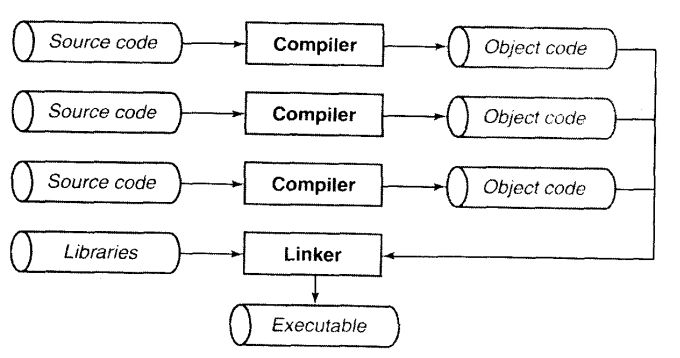 Source code
Compiler
Object code
Source code
Compiler
Object code
Source code
Compiler
Object code
Libraries
Linker
Executable